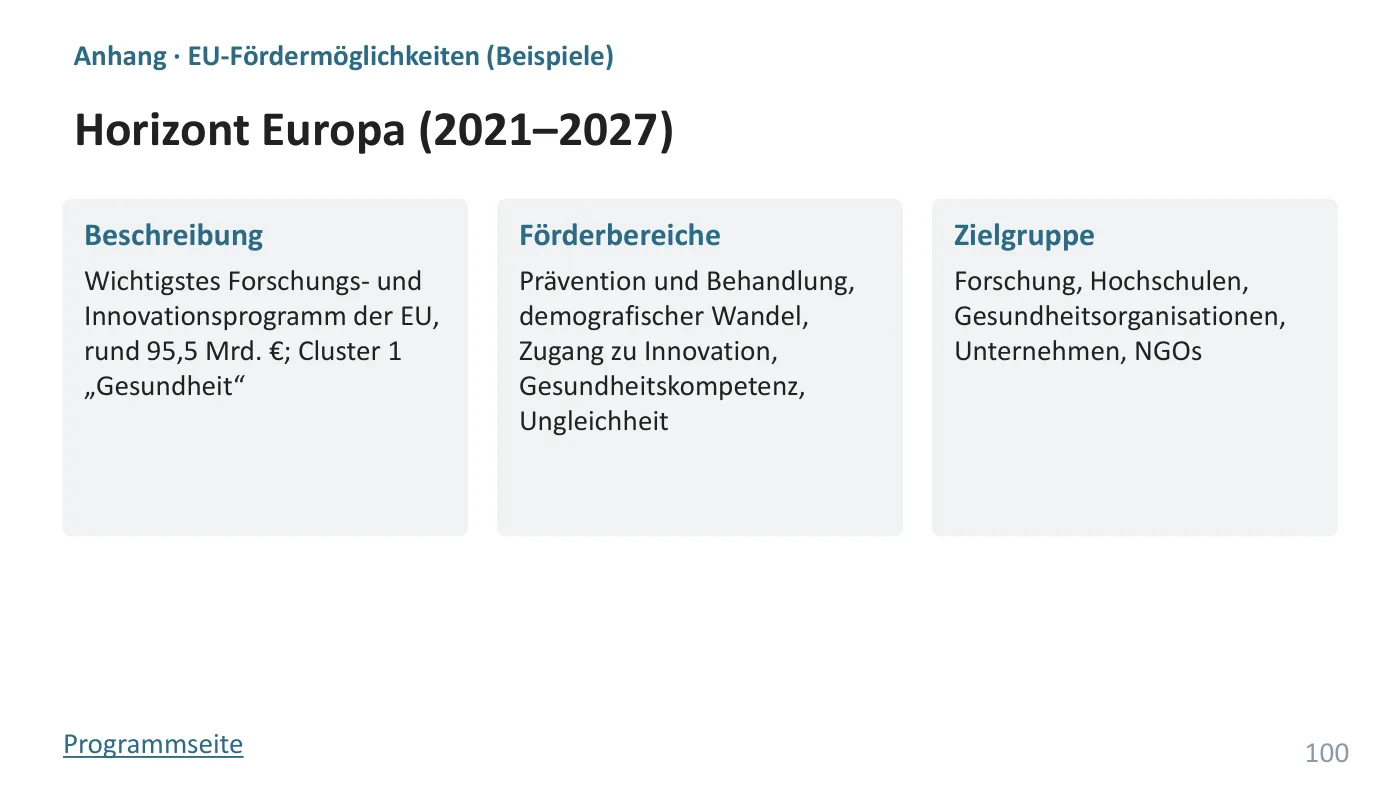 Anhang · EU-Fördermöglichkeiten (Beispiele)
Horizont Europa (2021–2027)
Beschreibung
Wichtigstes Forschungs- und
Innovationsprogramm der EU,
rund 95,5 Mrd. €; Cluster 1
„Gesundheit“
Förderbereiche
Prävention und Behandlung,
demografischer Wandel,
Zugang zu Innovation,
Gesundheitskompetenz,
Ungleichheit
Zielgruppe
Forschung, Hochschulen,
Gesundheitsorganisationen,
Unternehmen, NGOs
Programmseite
100